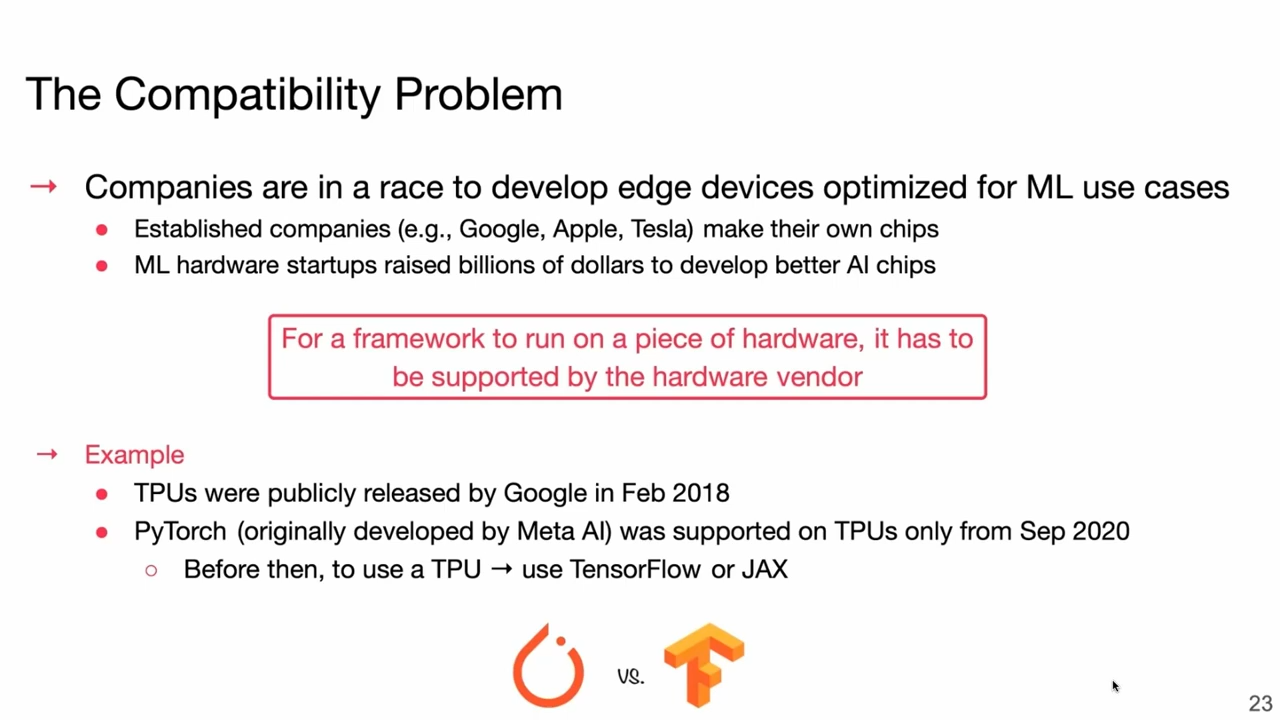 The Compatibility Problem
→ Companies are in a race to develop edge devices optimized for ML use cases
● Established companies (e.g., Google, Apple, Tesla) make their own chips
● ML hardware startups raised billions of dollars to develop better AI chips
For a framework to run on a piece of hardware, it has to
be supported by the hardware vendor
→ Example
● TPUs were publicly released by Google in Feb 2018
● PyTorch (originally developed by Meta AI) was supported on TPUs only from Sep 2020
○ Before then, to use a TPU → use TensorFlow or JAX
vs.
23